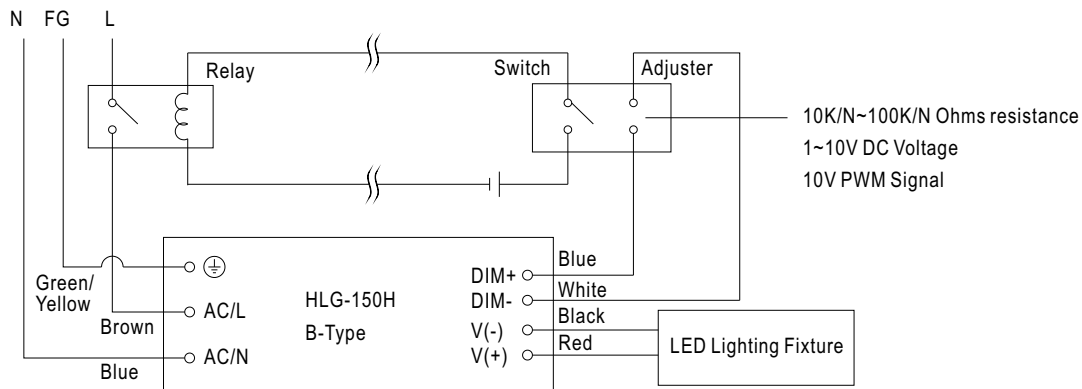 N FG L
Relay
Switch
Adjuster
10K/N~100K/N Ohms resistance
1~10V DC Voltage
10V PWM Signal
Green/
Yellow
Brown
Blue
AC/L
AC/N
HLG-150H
B-Type
DIM+
DIM-
V(-)
V(+)
Blue
White
Black
Red
LED Lighting Fixture